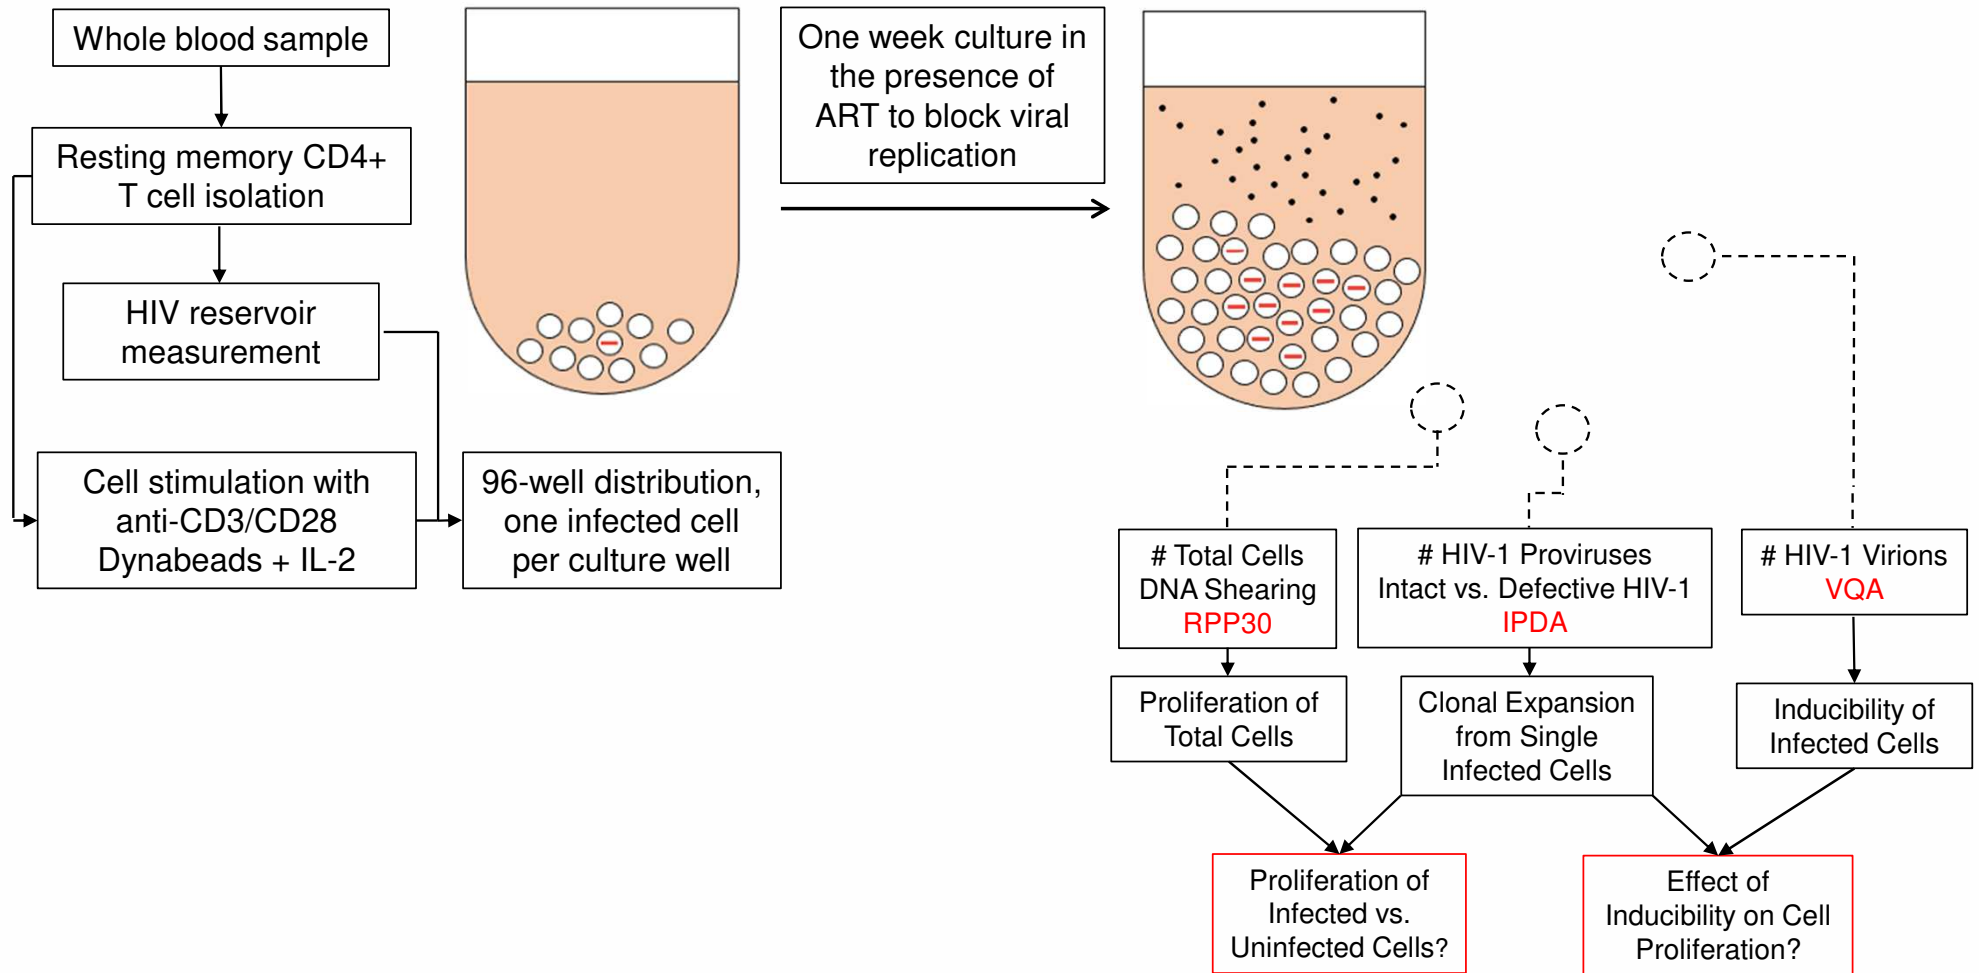 Whole blood sample
Resting memory CD4+
T cell isolation
HIV reservoir
measurement
Cell stimulation with
anti-CD3/CD28
Dynabeads + IL-2
96-well distribution,
one infected cell
per culture well
One week culture in
the presence of
ART to block viral
replication
# Total Cells
DNA Shearing
RPP30
# HIV-1 Proviruses
Intact vs. Defective HIV-1
IPDA
# HIV-1 Virions
VQA
Proliferation of
Total Cells
Clonal Expansion
from Single
Infected Cells
Inducibility of
Infected Cells
Proliferation of
Infected vs.
Uninfected Cells?
Effect of
Inducibility on Cell
Proliferation?